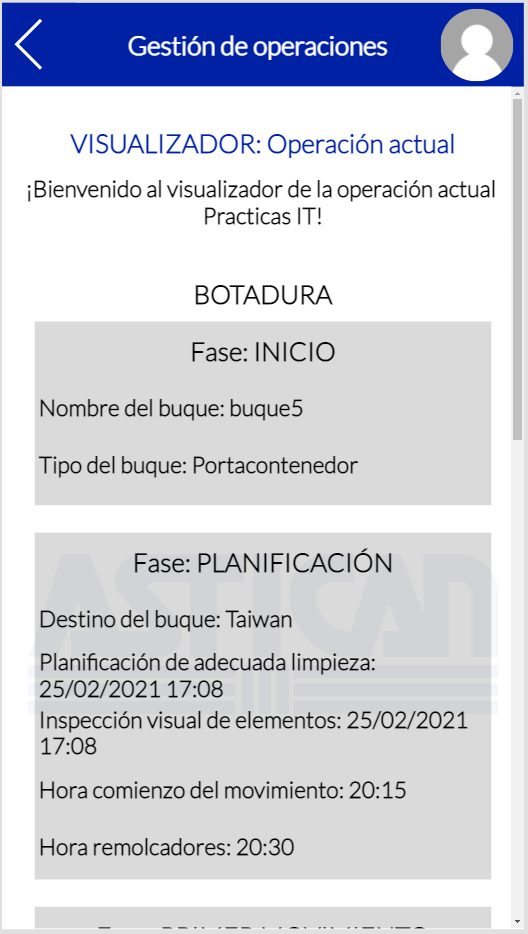 Gestión de operaciones
VISUALIZADOR: Operación actual
¡Bienvenido al visualizador de la operación actual
Practicas IT!
BOTADURA
Fase: INICIO
Nombre del buque: buque5
Tipo del buque: Portacontenedor
Fase: PLANIFICACIÓN
ASTICAN
Destino del buque: Taiwan
Planificación de adecuada limpieza:
25/02/2021 17:08
Inspección visual de elementos: 25/02/2021
17:08
Hora comienzo del movimiento: 20:15
Hora remolcadores: 20:30
Fase: PRIMER MOVIMIENTO